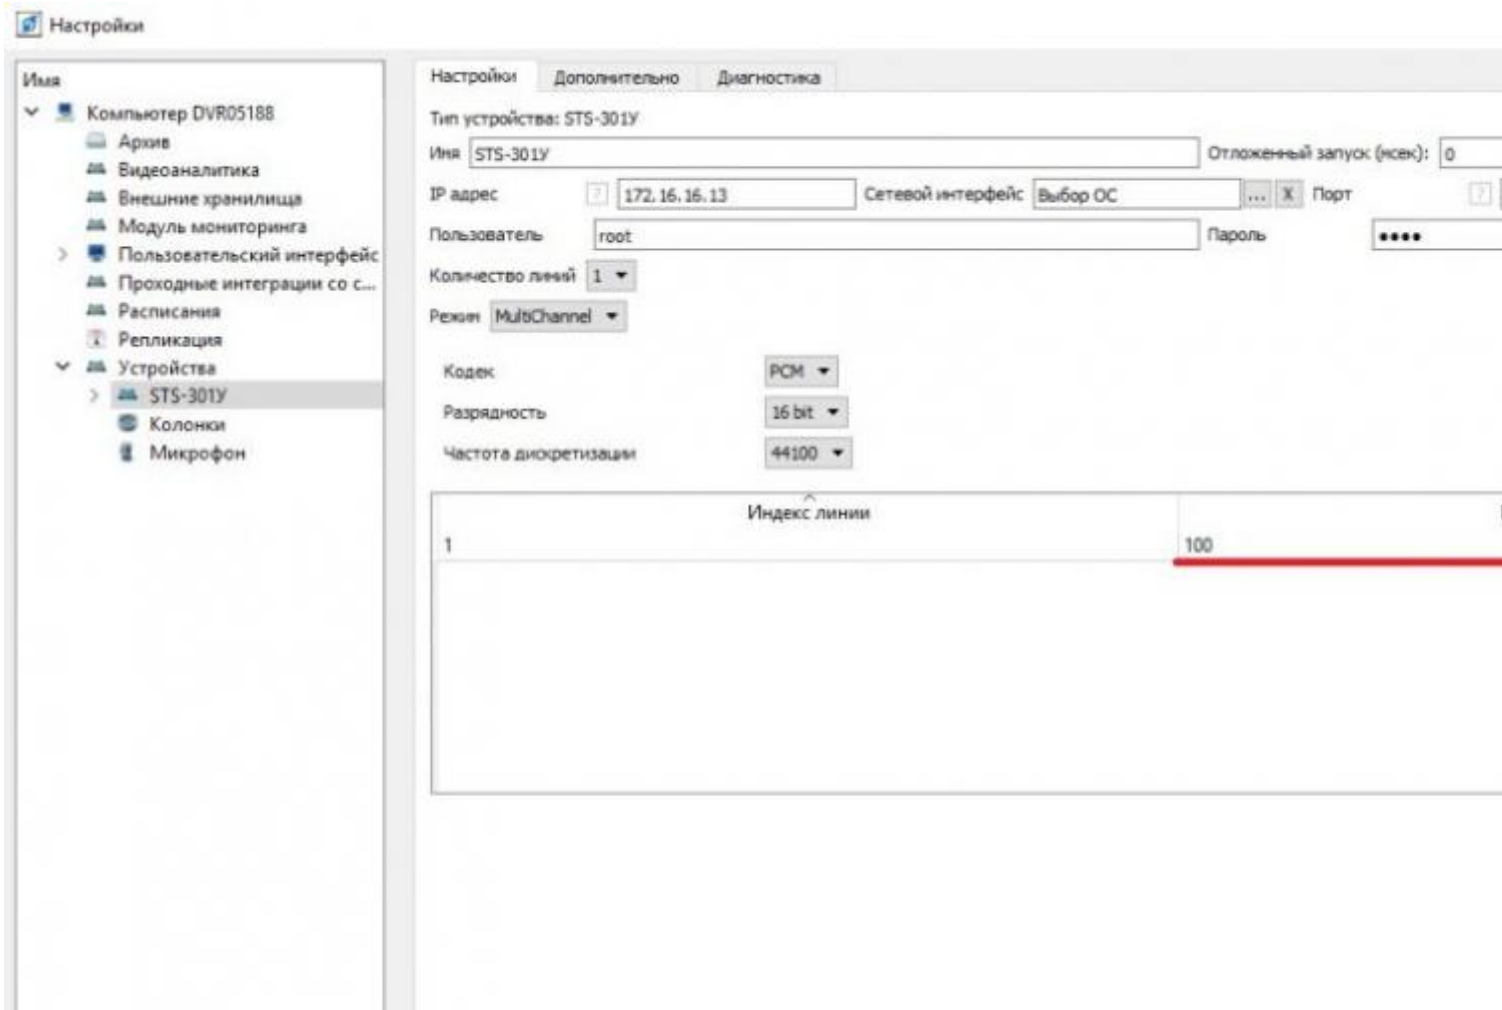 Настройки
Имя
Компьютер DVR05188
Архив
Видеоаналитика
Внешние хранилища
Модуль мониторинга
Пользовательский интерфейс
Проходные интеграции со с...
Расписания
Репликация
Устройства
STS-301У
Колонки
Микрофон
Настройки Дополнительно Диагностика
Тип устройства: STS-301У
Имя STS-301У Отложенный запуск (мсек): 0
IP адрес ? 172.16.16.13 Сетевой интерфейс Выбор ОС ... X Порт ?
Пользователь root Пароль ●●●●
Количество линий 1
Режим MultiChannel
Кодек PCM
Разрядность 16 bit
Частота дискретизации 44100
Индекс линии
1 100